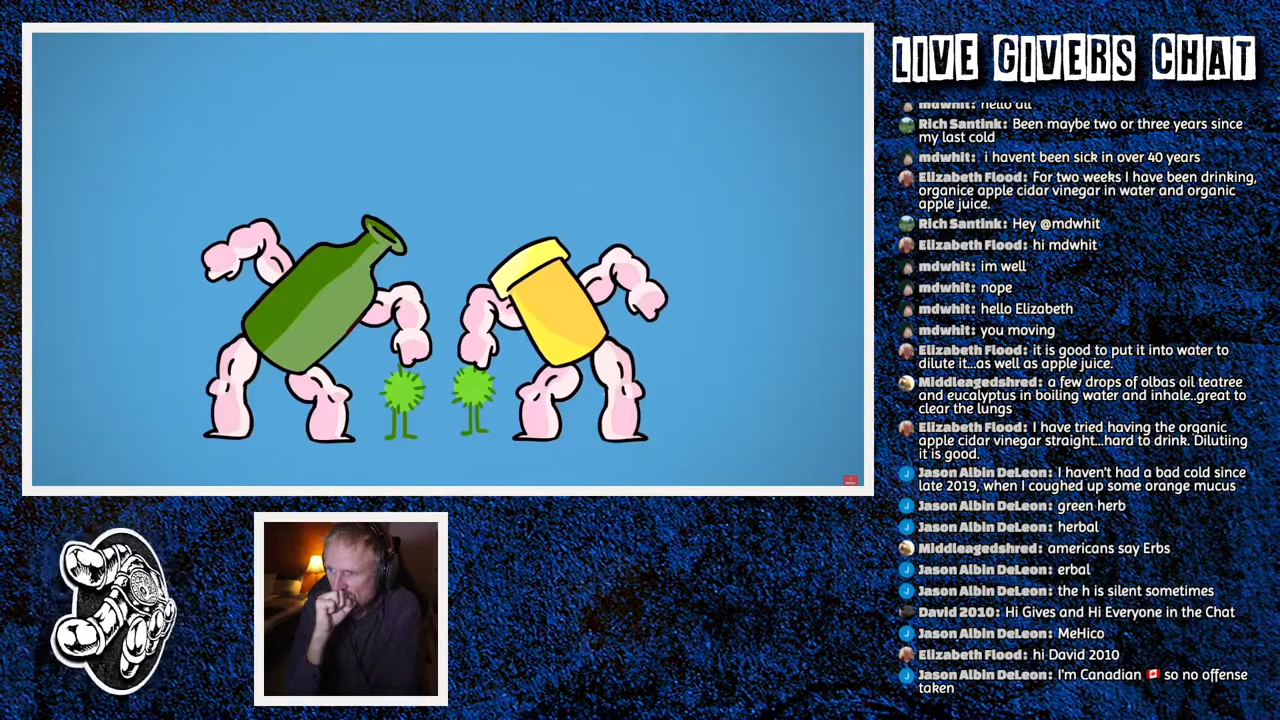 LIVE GIVERS CHAT
mdwhit: hello all
Rich Santink: Been maybe two or three years since
my last cold
mdwhit: i havent been sick in over 40 years
Elizabeth Flood: For two weeks I have been drinking,
organice apple cidar vinegar in water and organic
apple juice.
Rich Santink: Hey @mdwhit
Elizabeth Flood: hi mdwhit
mdwhit: im well
mdwhit: nope
mdwhit: hello Elizabeth
mdwhit: you moving
Elizabeth Flood: it is good to put it into water to
dilute it...as well as apple juice.
Middleagedshred: a few drops of olbas oil teatree
and eucalyptus in boiling water and inhale..great to
clear the lungs
Elizabeth Flood: I have tried having the organic
apple cidar vinegar straight...hard to drink. Dilutiing
it is good.
Jason Albin DeLeon: I haven't had a bad cold since
late 2019, when I coughed up some orange mucus
Jason Albin DeLeon: green herb
Jason Albin DeLeon: herbal
Middleagedshred: americans say Erbs
Jason Albin DeLeon: erbal
Jason Albin DeLeon: the h is silent sometimes
David 2010: Hi Gives and Hi Everyone in the Chat
Jason Albin DeLeon: MeHico
Elizabeth Flood: hi David 2010
Jason Albin DeLeon: I'm Canadian 🇨🇦 so no offense
taken